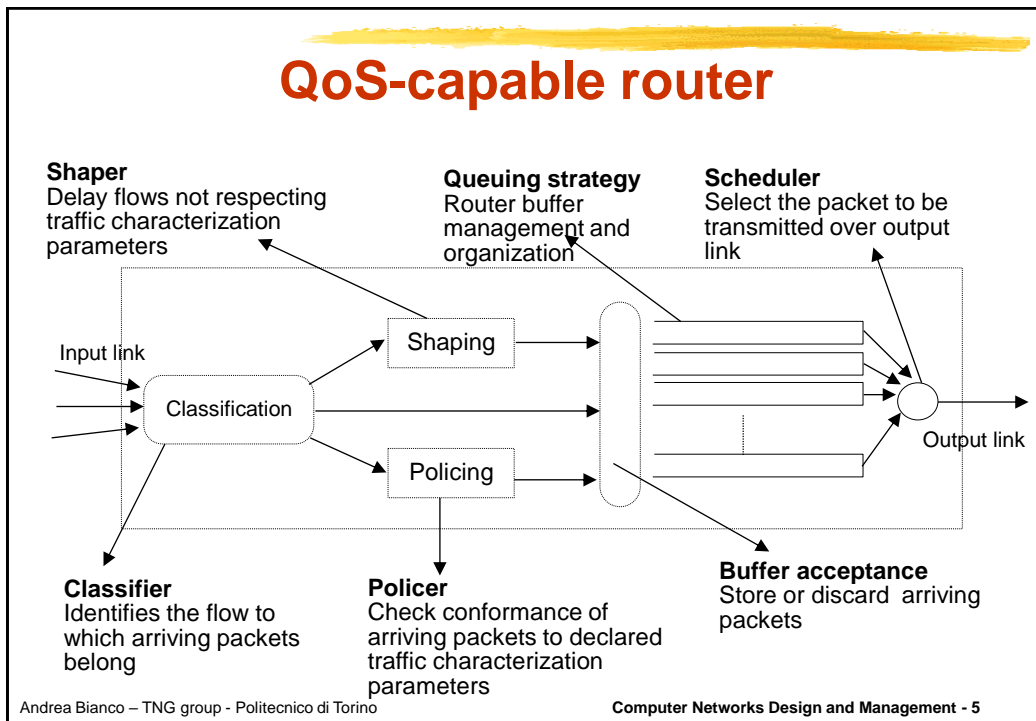 QoS-capable router
Shaper
Delay flows not respecting
traffic characterization
parameters
Queuing strategy
Router buffer
management and
organization
Scheduler
Select the packet to be
transmitted over output
link
Input link
Classification
Shaping
Policing
Output link
Classifier
Identifies the flow to
which arriving packets
belong
Policer
Check conformance of
arriving packets to declared
traffic characterization
parameters
Buffer acceptance
Store or discard arriving
packets
Andrea Bianco – TNG group - Politecnico di Torino
Computer Networks Design and Management - 5